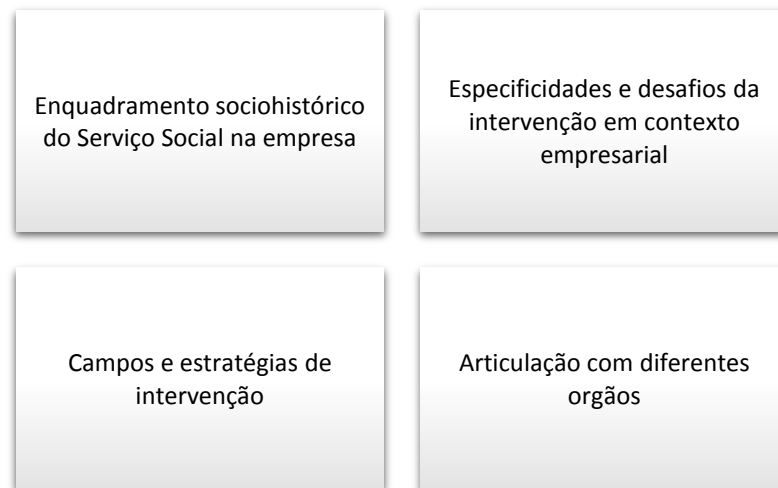 Enquadramento sociohistórico
do Serviço Social na empresa
Especificidades e desafios da
intervenção em contexto
empresarial
Campos e estratégias de
intervenção
Articulação com diferentes
orgãos